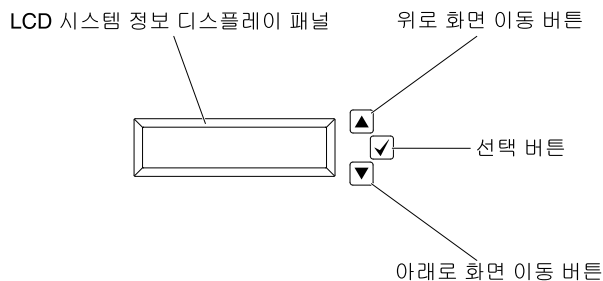 LCD 시스템 정보 디스플레이 패널
위로 화면 이동 버튼
선택 버튼
아래로 화면 이동 버튼